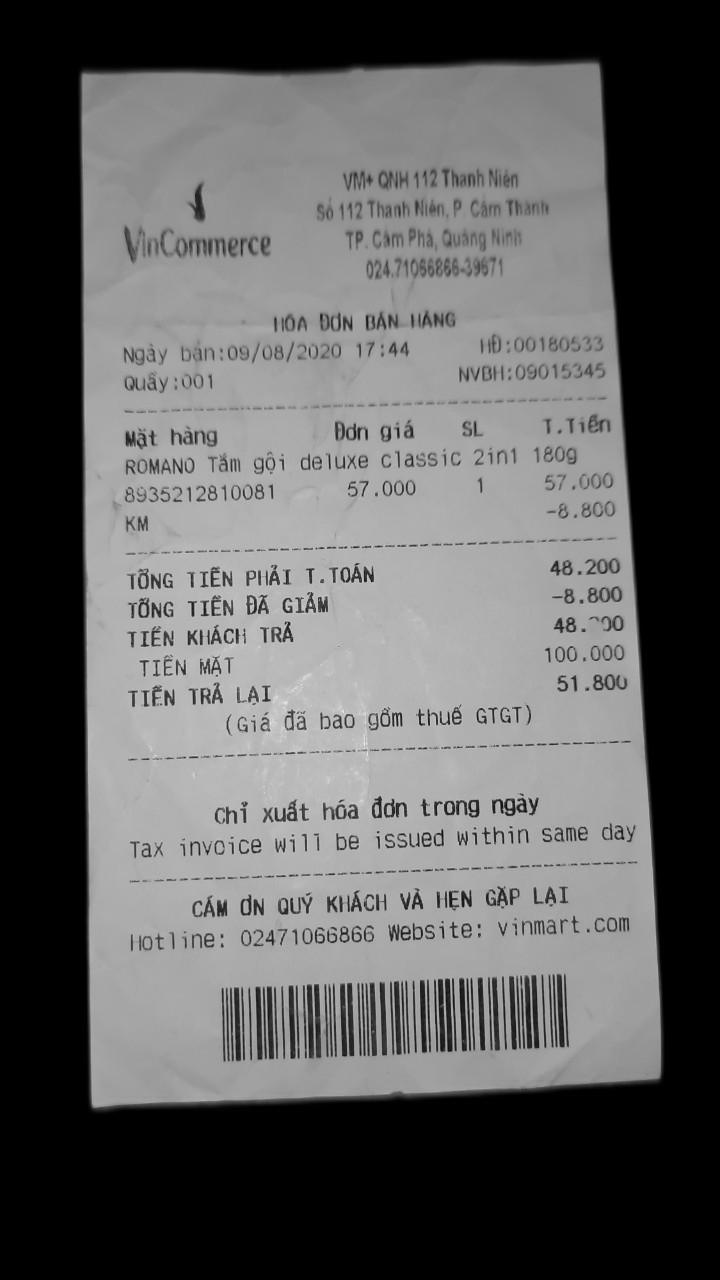 VinCommerce
VM+ QNH 112 Thanh Niên
Số 112 Thanh Niên, P. Cẩm Thành
TP. Cẩm Phả, Quảng Ninh
024.71066866-39671
HÓA ĐƠN BÁN HÀNG
Ngày bán:09/08/2020 17:44 HĐ:00180533
Quầy:001 NVBH:09015345
Mặt hàng Đơn giá SL T.Tiền
ROMANO Tắm gội deluxe classic 2in1 180g
8935212810081 57.000 1 57.000
KM -8.800
TỔNG TIỀN PHẢI T.TOÁN 48.200
TỔNG TIỀN ĐÃ GIẢM -8.800
TIỀN KHÁCH TRẢ
TIỀN MẶT 100.000
TIỀN TRẢ LẠI 51.800
(Giá đã bao gồm thuế GTGT)
Chỉ xuất hóa đơn trong ngày
Tax invoice will be issued within same day
CẢM ƠN QUÝ KHÁCH VÀ HẸN GẶP LẠI
Hotline: 02471066866 Website: vinmart.com